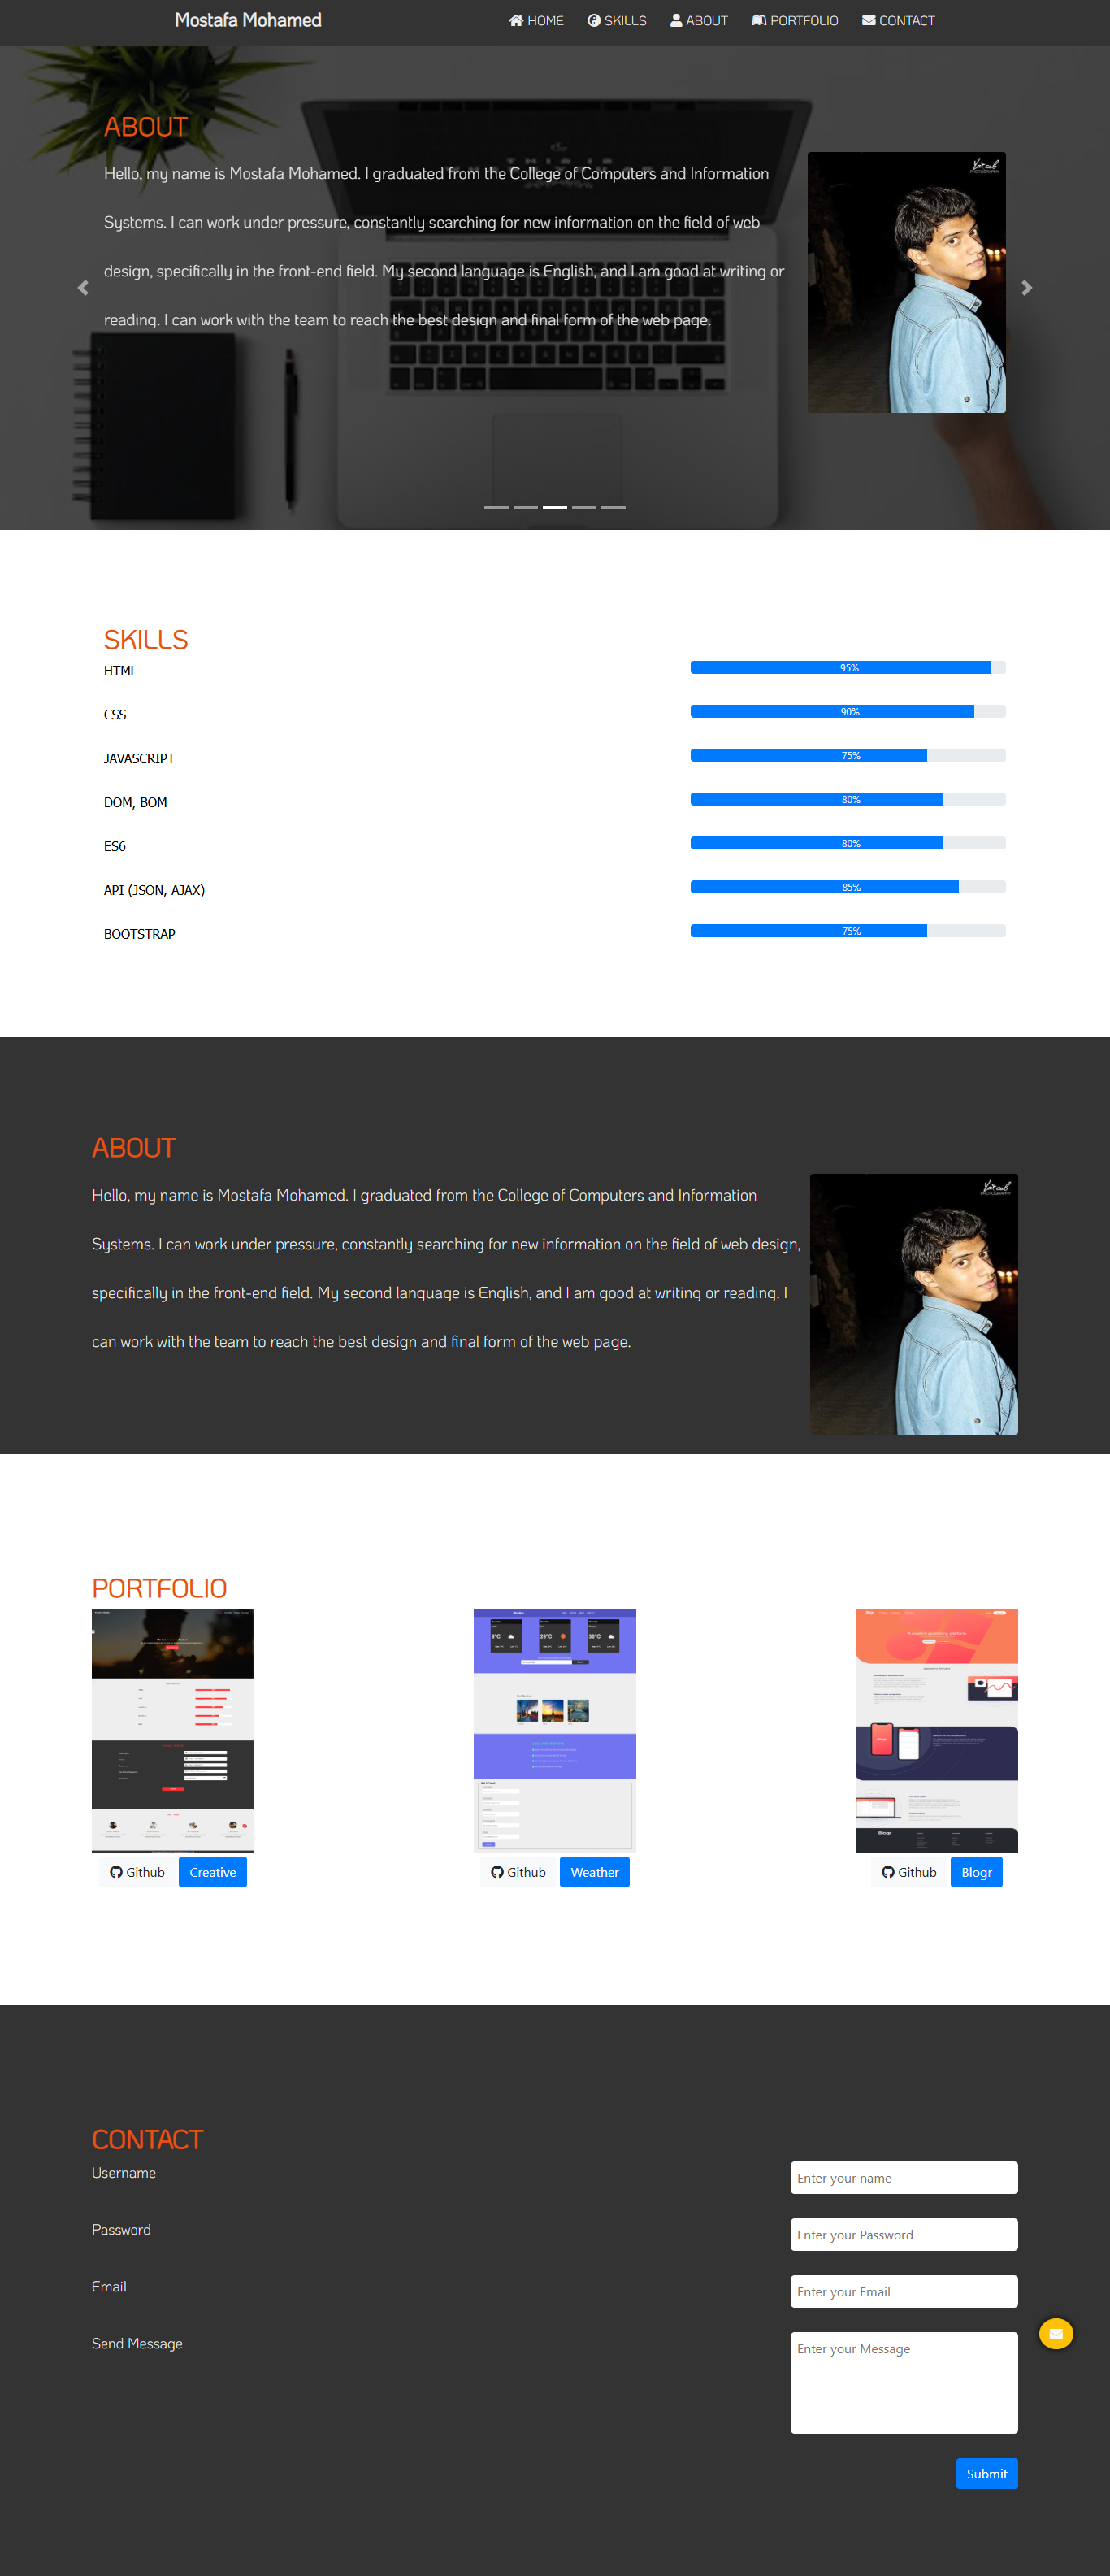 Mostafa Mohamed
HOME SKILLS ABOUT PORTFOLIO CONTACT
ABOUT
Hello, my name is Mostafa Mohamed. I graduated from the College of Computers and Information
Systems. I can work under pressure, constantly searching for new information on the field of web
design, specifically in the front-end field. My second language is English, and I am good at writing or
reading. I can work with the team to reach the best design and final form of the web page.
PHOTOGRAPHY
SKILLS
HTML 95%
CSS 90%
JAVASCRIPT 75%
DOM, BOM 80%
ES6 80%
API (JSON, AJAX) 85%
BOOTSTRAP 75%
ABOUT
Hello, my name is Mostafa Mohamed. I graduated from the College of Computers and Information
Systems. I can work under pressure, constantly searching for new information on the field of web design,
specifically in the front-end field. My second language is English, and I am good at writing or reading. I
can work with the team to reach the best design and final form of the web page.
PHOTOGRAPHY
PORTFOLIO
8°C 26°C 30°C
Blogr
Github Creative
Github Weather
Github Blogr
CONTACT
Username
Enter your name
Password
Enter your Password
Email
Enter your Email
Send Message
Enter your Message
Submit